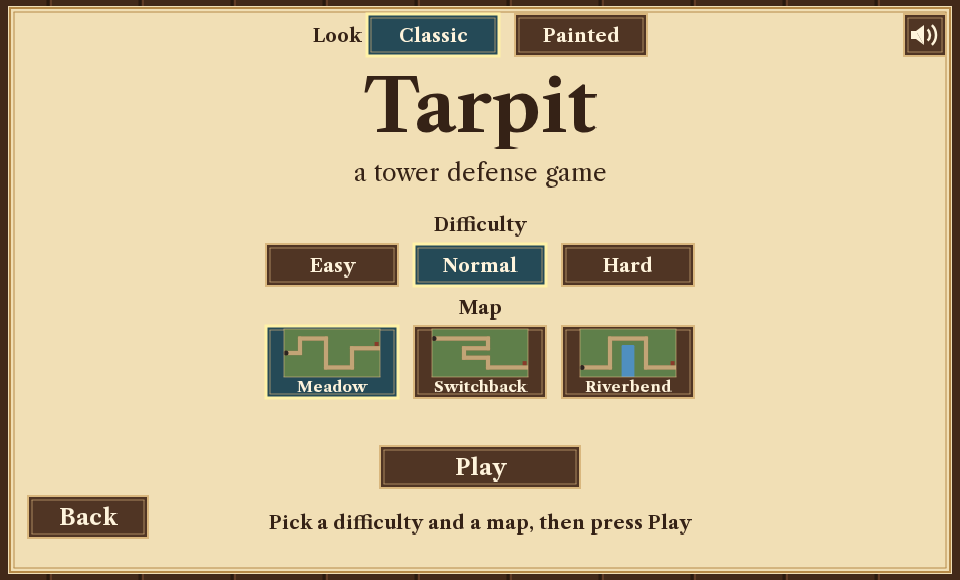 Look Classic Painted
Tarpit
a tower defense game
Difficulty
Easy Normal Hard
Map
Meadow Switchback Riverbend
Play
Back
Pick a difficulty and a map, then press Play